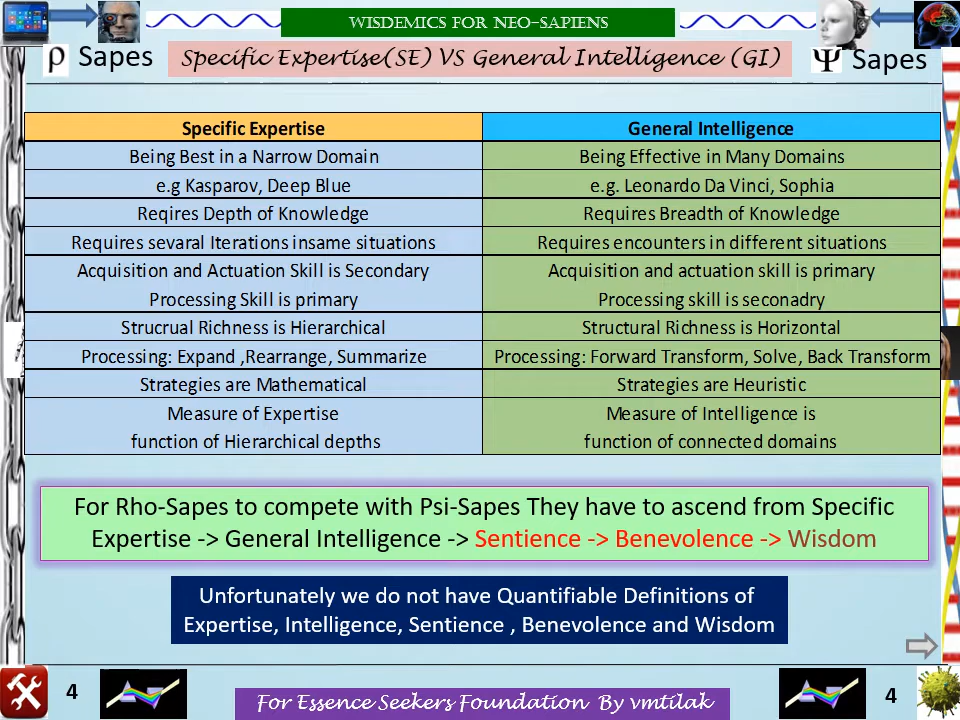 WISDEMICS FOR NEO-SAPIENS
ρ Sapes
Specific Expertise(SE) VS General Intelligence (GI)
Ψ Sapes
Specific Expertise
General Intelligence
Being Best in a Narrow Domain
Being Effective in Many Domains
e.g Kasparov, Deep Blue
e.g. Leonardo Da Vinci, Sophia
Reqires Depth of Knowledge
Requires Breadth of Knowledge
Requires sevaral Iterations insame situations
Requires encounters in different situations
Acquisition and Actuation Skill is Secondary
Processing Skill is primary
Acquisition and actuation skill is primary
Processing skill is seconadry
Strucrual Richness is Hierarchical
Structural Richness is Horizontal
Processing: Expand ,Rearrange, Summarize
Processing: Forward Transform, Solve, Back Transform
Strategies are Mathematical
Strategies are Heuristic
Measure of Expertise
function of Hierarchical depths
Measure of Intelligence is
function of connected domains
For Rho-Sapes to compete with Psi-Sapes They have to ascend from Specific
Expertise -> General Intelligence -> Sentience -> Benevolence -> Wisdom
Unfortunately we do not have Quantifiable Definitions of
Expertise, Intelligence, Sentience , Benevolence and Wisdom
4
For Essence Seekers Foundation By vmtilak
4